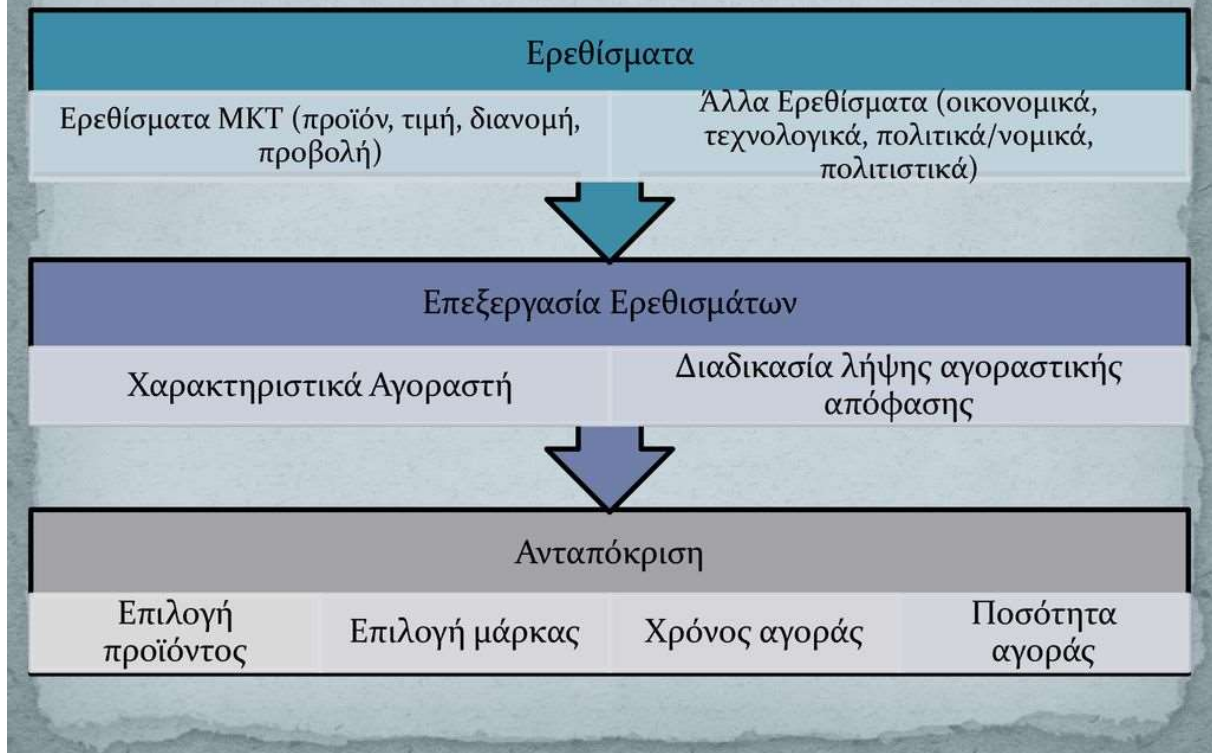 Ερεθίσματα
Ερεθίσματα ΜΚΤ (προϊόν, τιμή, διανομή,
προβολή)
Άλλα Ερεθίσματα (οικονομικά,
τεχνολογικά, πολιτικά/νομικά,
πολιτιστικά)
Επεξεργασία Ερεθισμάτων
Χαρακτηριστικά Αγοραστή
Διαδικασία λήψης αγοραστικής
απόφασης
Ανταπόκριση
Επιλογή
προϊόντος
Επιλογή μάρκας
Χρόνος αγοράς
Ποσότητα
αγοράς